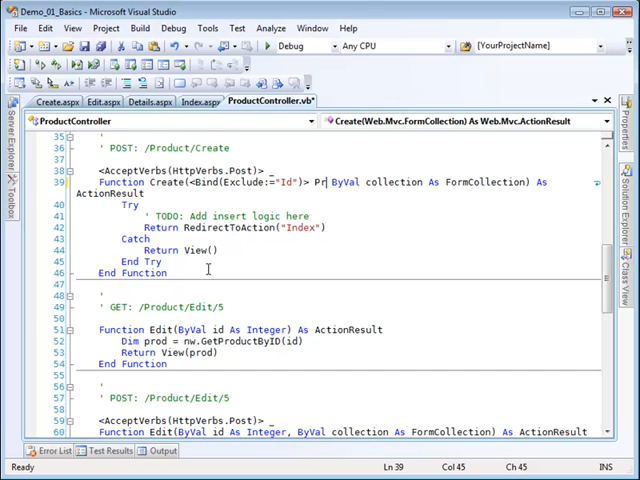 Demo_01_Basics - Microsoft Visual Studio
File Edit View Project Build Debug Data Tools Test Analyze Window Help
Debug Any CPU [YourProjectName]
Create.aspx Edit.aspx Details.aspx Index.aspx ProductController.vb*
ProductController Create(Web.Mvc.FormCollection) As Web.Mvc.ActionResult
35 '
36 ' POST: /Product/Create
37
38 <AcceptVerbs(HttpVerbs.Post)> _
39 Function Create(<Bind(Exclude:="Id")> Pr ByVal collection As FormCollection) As
ActionResult
40 Try
41 ' TODO: Add insert logic here
42 Return RedirectToAction("Index")
43 Catch
44 Return View()
45 End Try
46 End Function
47
48 '
49 ' GET: /Product/Edit/5
50
51 Function Edit(ByVal id As Integer) As ActionResult
52 Dim prod = nw.GetProductByID(id)
53 Return View(prod)
54 End Function
55
56 '
57 ' POST: /Product/Edit/5
58
59 <AcceptVerbs(HttpVerbs.Post)> _
60 Function Edit(ByVal id As Integer, ByVal collection As FormCollection) As ActionResult
Server Explorer
Toolbox
Properties
Class View
Error List Test Results Output
Ready Ln 39 Col 45 Ch 45 INS